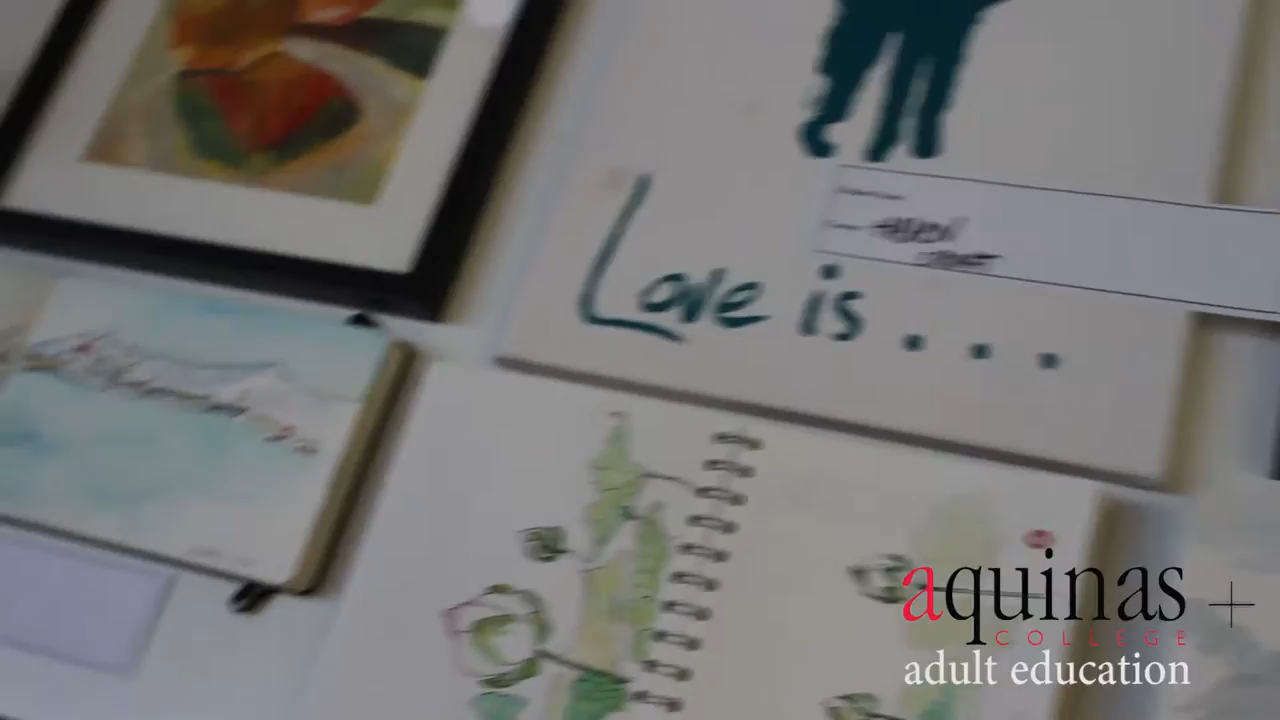 Love is . . .
aquinas +
COLLEGE
adult education